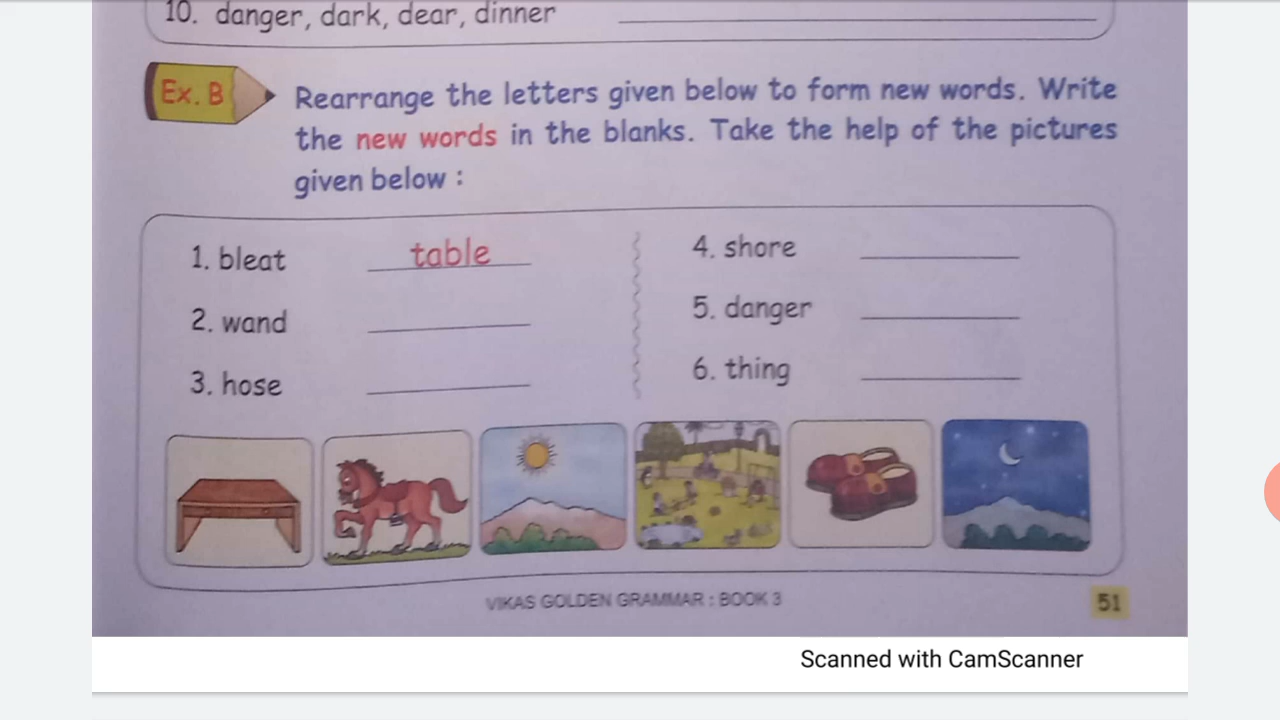 10. danger, dark, dear, dinner
Ex. B
Rearrange the letters given below to form new words. Write
the new words in the blanks. Take the help of the pictures
given below :
1. bleat table
2. wand
3. hose
4. shore
5. danger
6. thing
VIKAS GOLDEN GRAMMAR : BOOK 3
51
Scanned with CamScanner